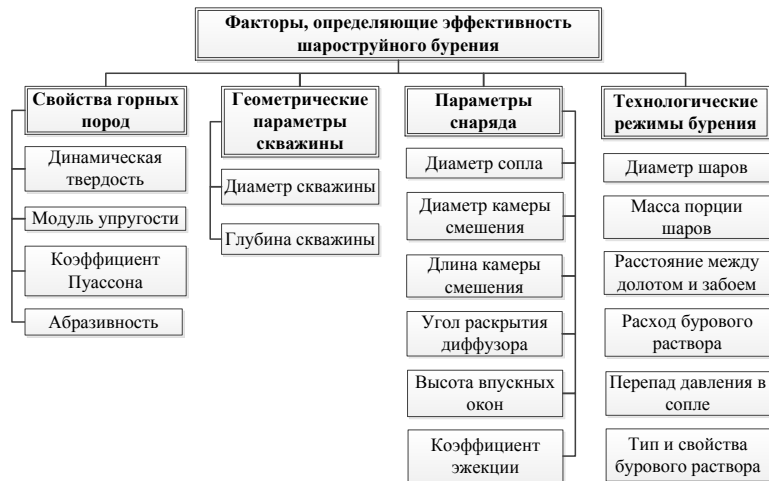 Факторы, определяющие эффективность
шароструйного бурения
Свойства горных
пород
Динамическая
твердость
Модуль упругости
Коэффициент
Пуассона
Абразивность
Геометрические
параметры
скважины
Диаметр скважины
Глубина скважины
Параметры
снаряда
Диаметр сопла
Диаметр камеры
смешения
Длина камеры
смешения
Угол раскрытия
диффузора
Высота впускных
окон
Коэффициент
эжекции
Технологические
режимы бурения
Диаметр шаров
Масса порции
шаров
Расстояние между
долотом и забоем
Расход бурового
раствора
Перепад давления в
сопле
Тип и свойства
бурового раствора